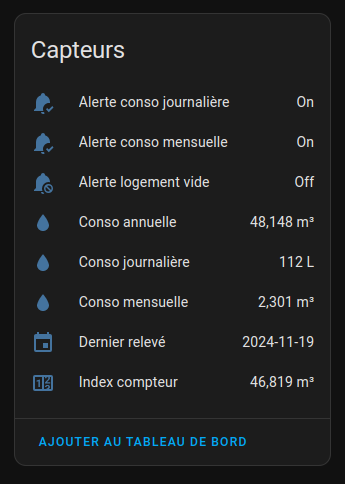 Capteurs
Alerte conso journalière On
Alerte conso mensuelle On
Alerte logement vide Off
Conso annuelle 48,148 m³
Conso journalière 112 L
Conso mensuelle 2,301 m³
Dernier relevé 2024-11-19
Index compteur 46,819 m³
AJOUTER AU TABLEAU DE BORD